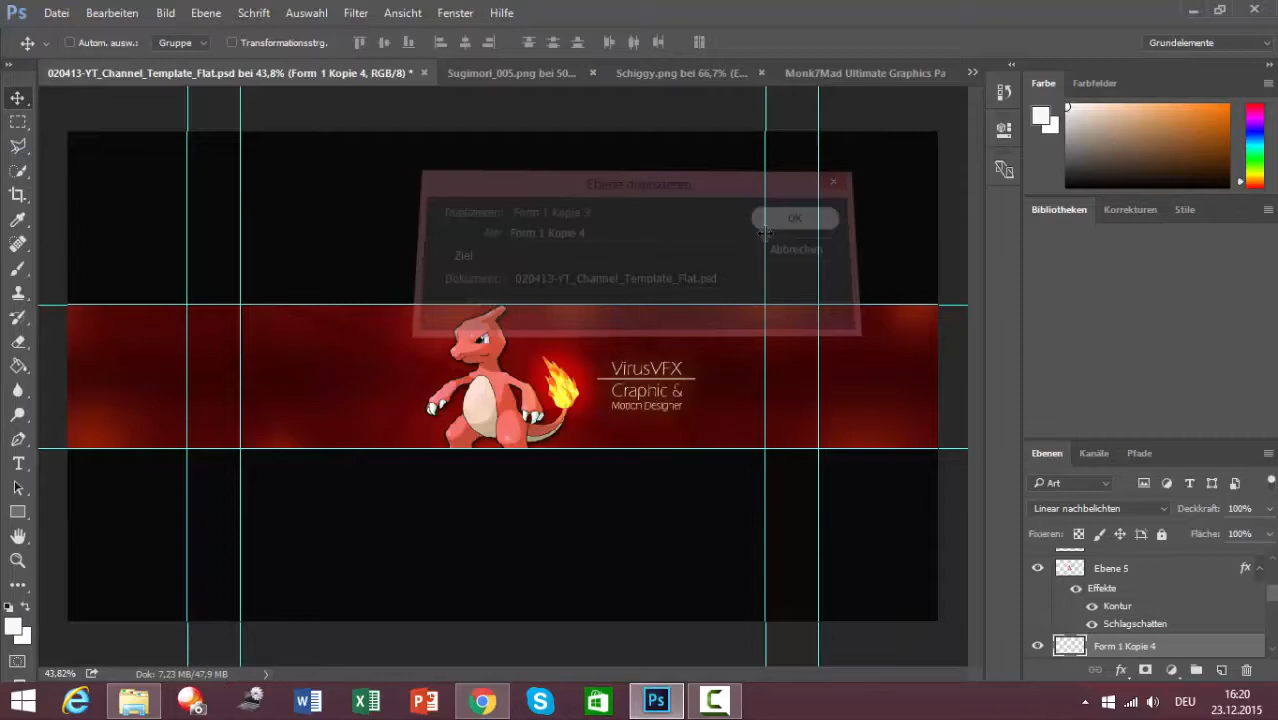 Ps Datei Bearbeiten Bild Ebene Schrift Auswahl Filter Ansicht Fenster Hilfe
Autom. ausw.: Gruppe Transformationsstrg. Grundelemente
020413-YT_Channel_Template_Flat.psd bei 43,8% (Form 1 Kopie 4, RGB/8) * × Sugimori_005.png bei 50... × Schiggy.png bei 66,7% (E... × Monk7Mad Ultimate Graphics Pa
Farbe Farbfelder
Ebene duplizieren
Duplizieren: Form 1 Kopie 3
Als: Form 1 Kopie 4
OK
Abbrechen
Ziel
Dokument: 020413-YT_Channel_Template_Flat.psd
Bibliotheken Korrekturen Stile
VirusVFX
Graphic &
Motion Designer
Ebenen Kanäle Pfade
Art
Linear nachbelichten Deckkraft: 100%
Fixieren: Fläche: 100%
Ebene 5 fx
Effekte
Kontur
Schlagschatten
Form 1 Kopie 4
43,82% Dok: 7,23 MB/47,9 MB
DEU 16:20
23.12.2015